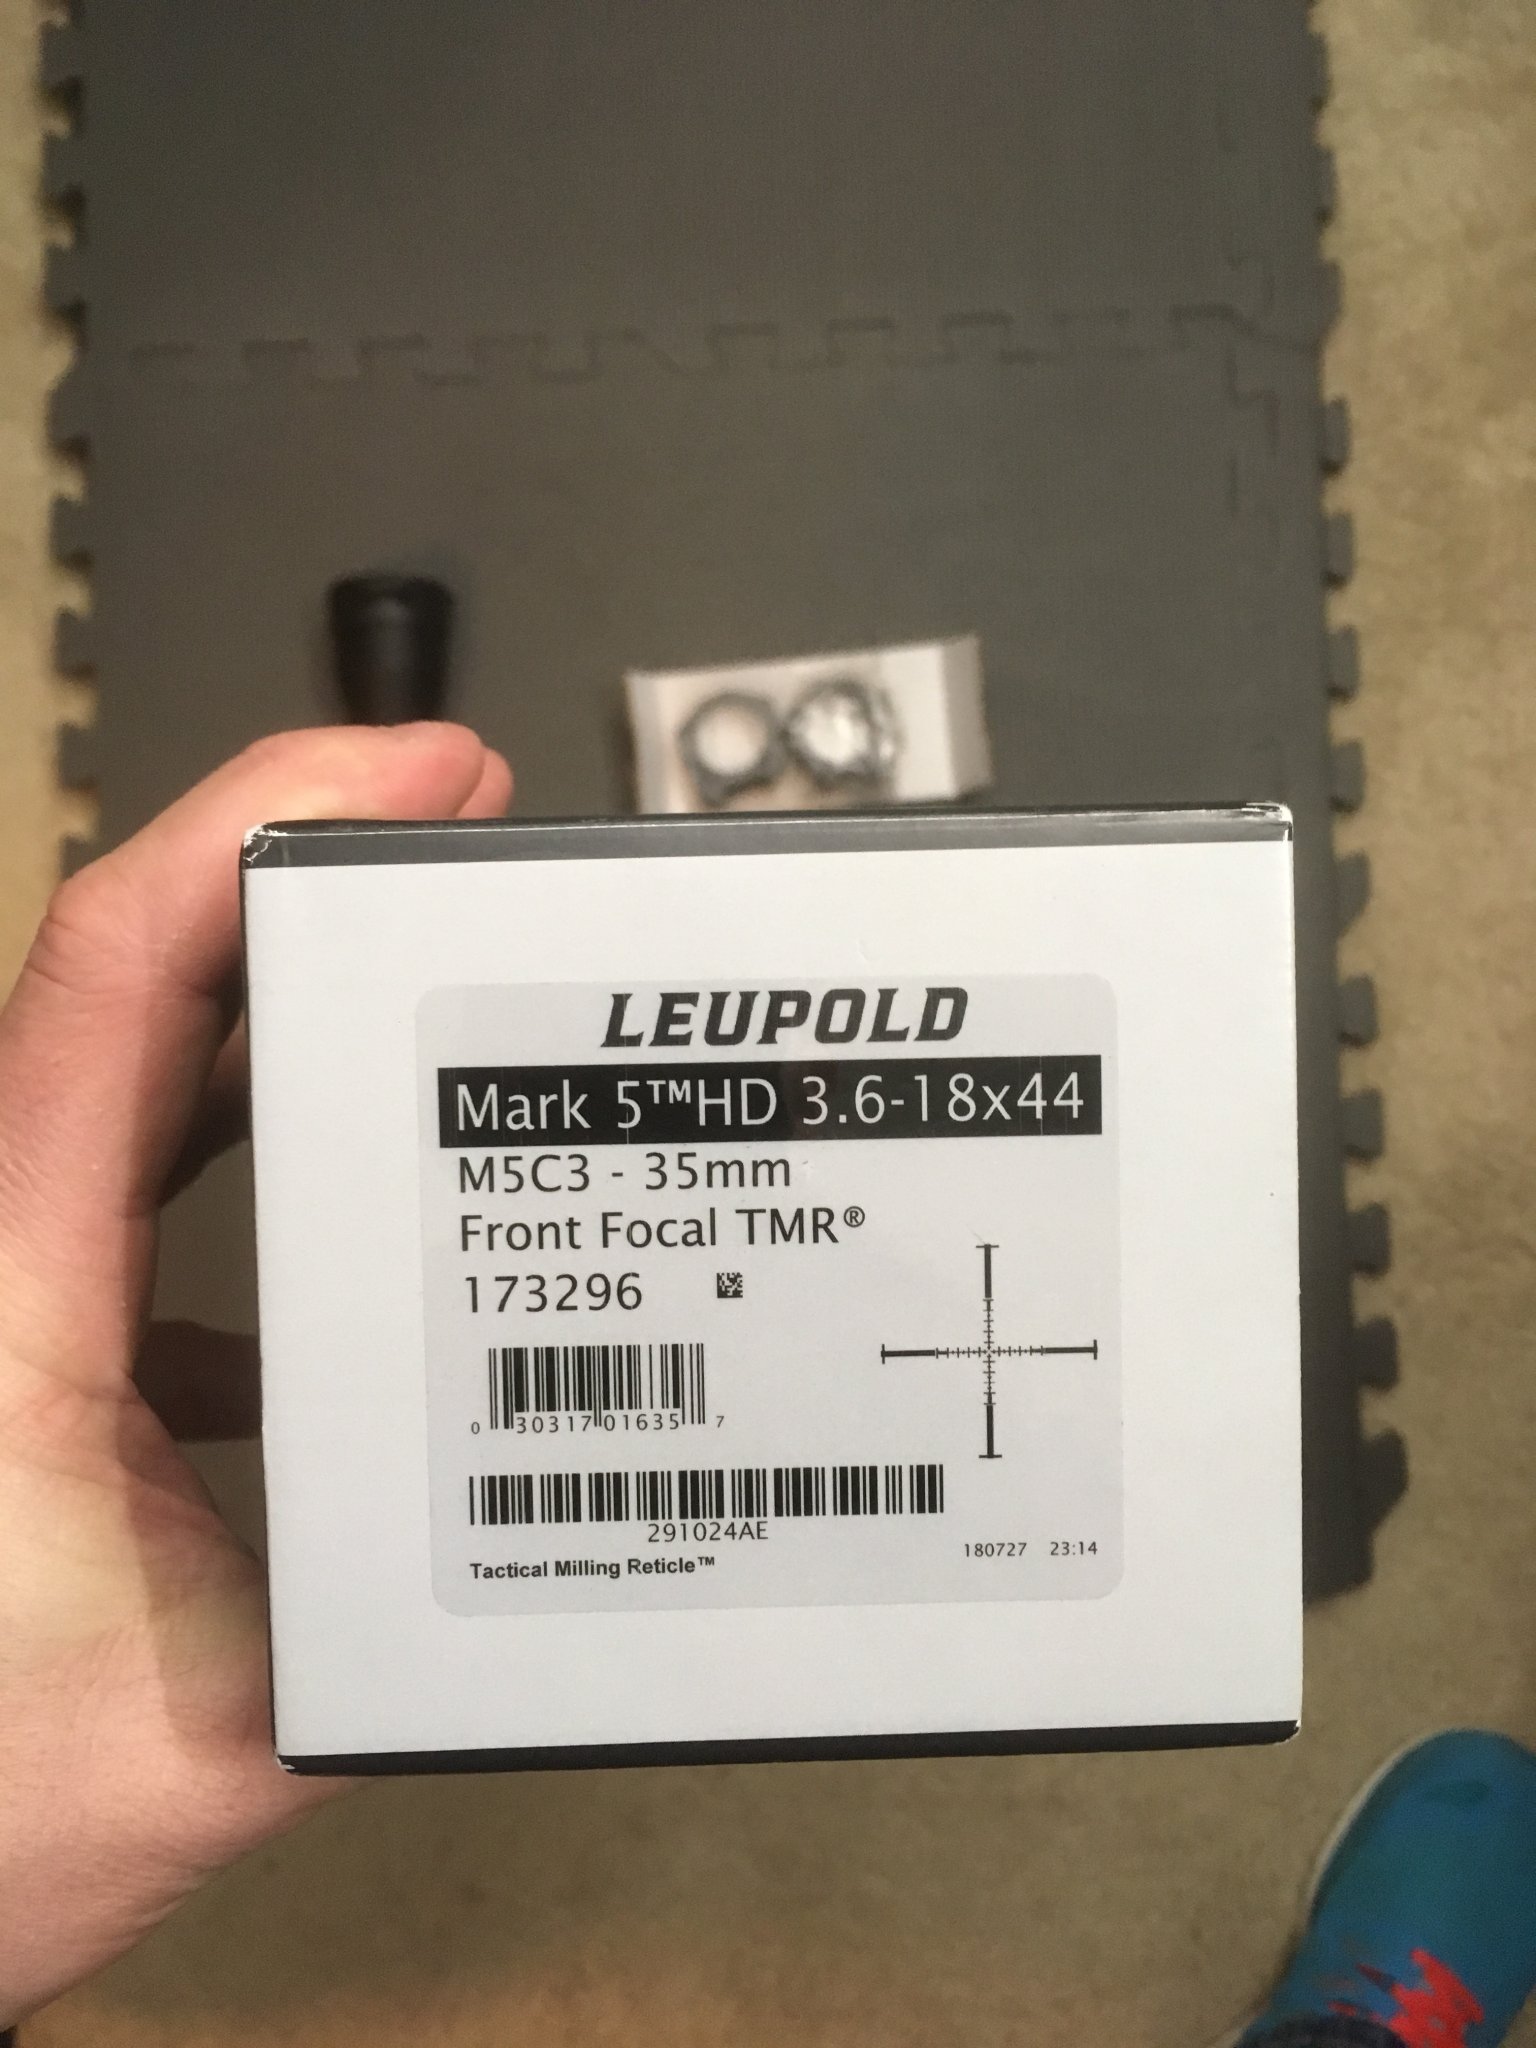 LEUPOLD
Mark 5™HD 3.6-18x44
M5C3 - 35mm
Front Focal TMR®
173296
0 30317 01635 7
291024AE
Tactical Milling Reticle™
180727 23:14